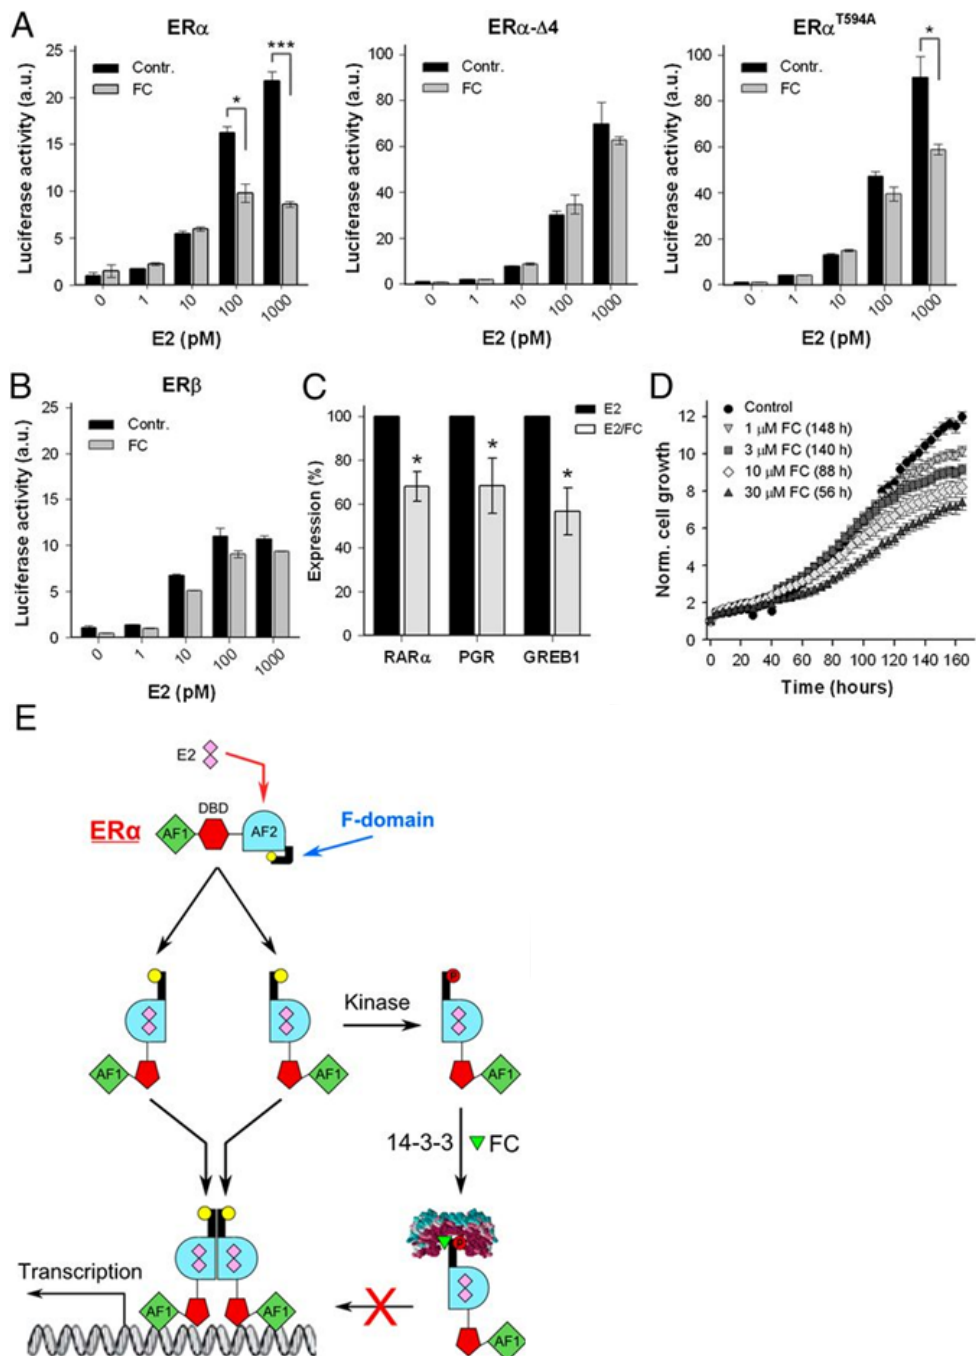 A
ERα
Luciferase activity (a.u.)
25
20
15
10
5
0
Contr.
FC
*
***
0 1 10 100 1000
E2 (pM)
ERα-Δ4
Luciferase activity (a.u.)
100
80
60
40
20
0
Contr.
FC
0 1 10 100 1000
E2 (pM)
ERαT594A
Luciferase activity (a.u.)
100
80
60
40
20
0
Contr.
FC
*
0 1 10 100 1000
E2 (pM)
B
ERβ
Luciferase activity (a.u.)
25
20
15
10
5
0
Contr.
FC
0 1 10 100 1000
E2 (pM)
C
Expression (%)
100
80
60
40
20
0
E2
E2/FC
* * *
RARα PGR GREB1
D
Norm. cell growth
12
10
8
6
4
2
0
Control
1 μM FC (148 h)
3 μM FC (140 h)
10 μM FC (88 h)
30 μM FC (56 h)
0 20 40 60 80 100 120 140 160
Time (hours)
E
E2
ERα
AF1
DBD
AF2
F-domain
AF1
AF1
Kinase
P
AF1
14-3-3
FC
P
AF1
Transcription
AF1
AF1
X